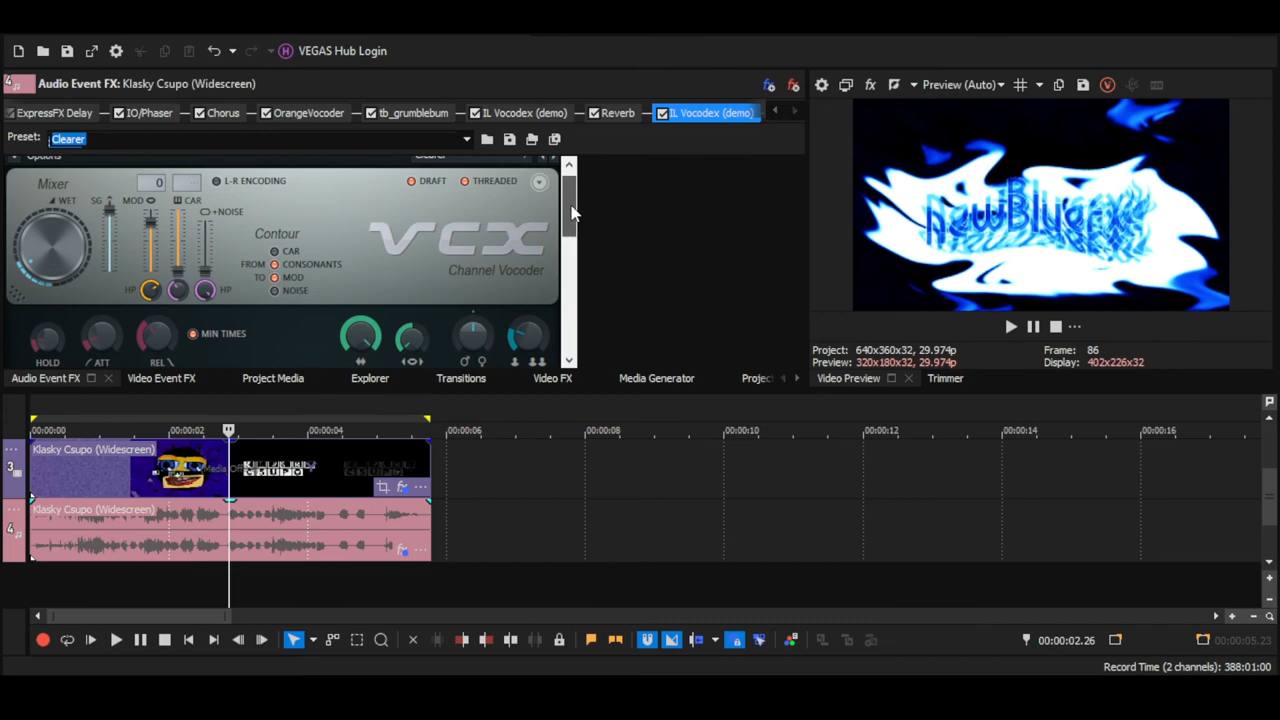 VEGAS Hub Login
4
Audio Event FX: Klasky Csupo (Widescreen)
Preview (Auto)
ExpressFX Delay
IO/Phaser
Chorus
OrangeVocoder
tb_grumblebum
IL Vocodex (demo)
Reverb
IL Vocodex (demo)
Preset:
Clearer
Mixer
0
L-R ENCODING
DRAFT
THREADED
WET
SG
MOD
CAR
+NOISE
Contour
CAR
FROM
CONSONANTS
TO
MOD
NOISE
HP
HP
VCX
Channel Vocoder
MIN TIMES
HOLD
ATT
REL
newBlueFX
Project: 640x360x32, 29.974p
Frame: 86
Preview: 320x180x32, 29.974p
Display: 402x226x32
Audio Event FX
Video Event FX
Project Media
Explorer
Transitions
Video FX
Media Generator
Project
Video Preview
Trimmer
00:00:00
00:00:02
00:00:04
00:00:06
00:00:08
00:00:10
00:00:12
00:00:14
00:00:16
3
Klasky Csupo (Widescreen)
4
Klasky Csupo (Widescreen)
00:00:02.26
00:00:05.23
Record Time (2 channels): 388:01:00